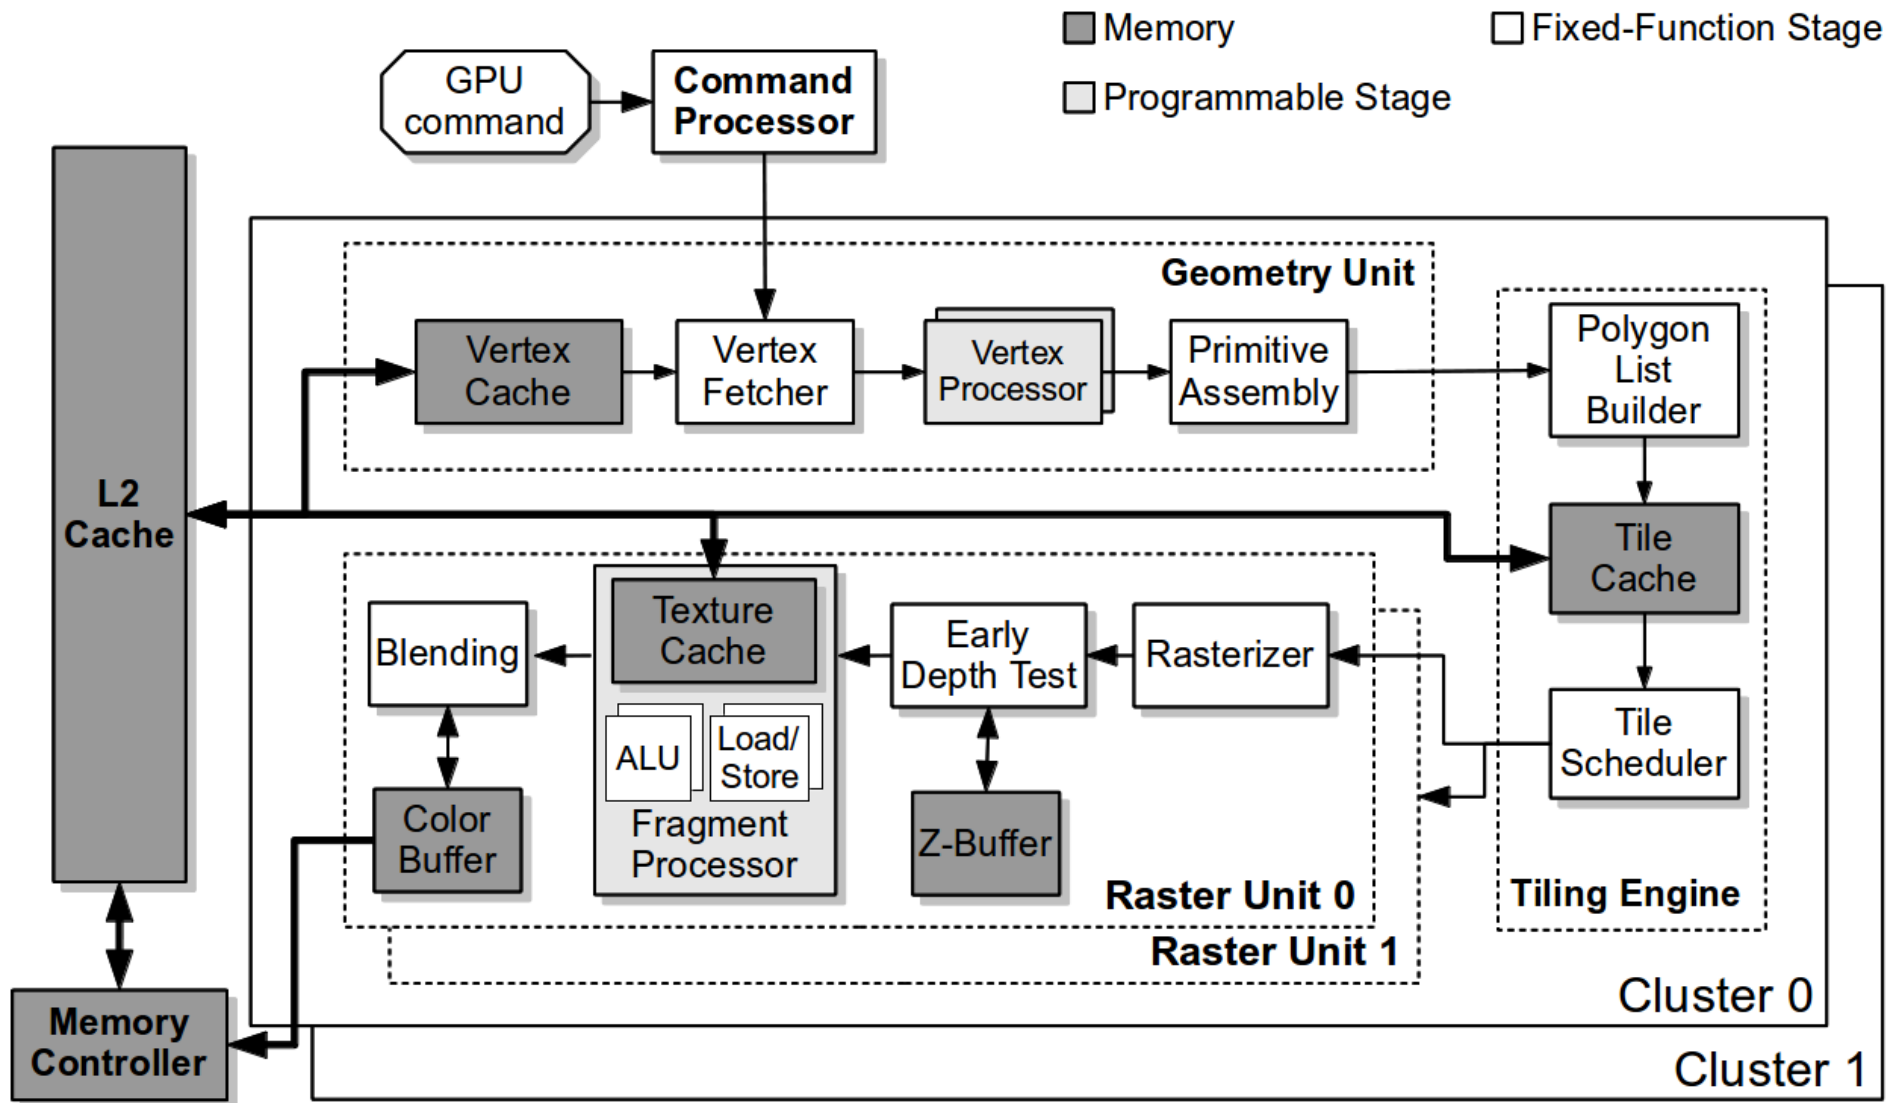 Memory
Fixed-Function Stage
Programmable Stage
GPU
command
Command
Processor
L2
Cache
Memory
Controller
Geometry Unit
Vertex
Cache
Vertex
Fetcher
Vertex
Processor
Primitive
Assembly
Polygon
List
Builder
Tile
Cache
Tile
Scheduler
Tiling Engine
Rasterizer
Early
Depth Test
Z-Buffer
Texture
Cache
ALU
Load/
Store
Fragment
Processor
Blending
Color
Buffer
Raster Unit 0
Raster Unit 1
Cluster 0
Cluster 1